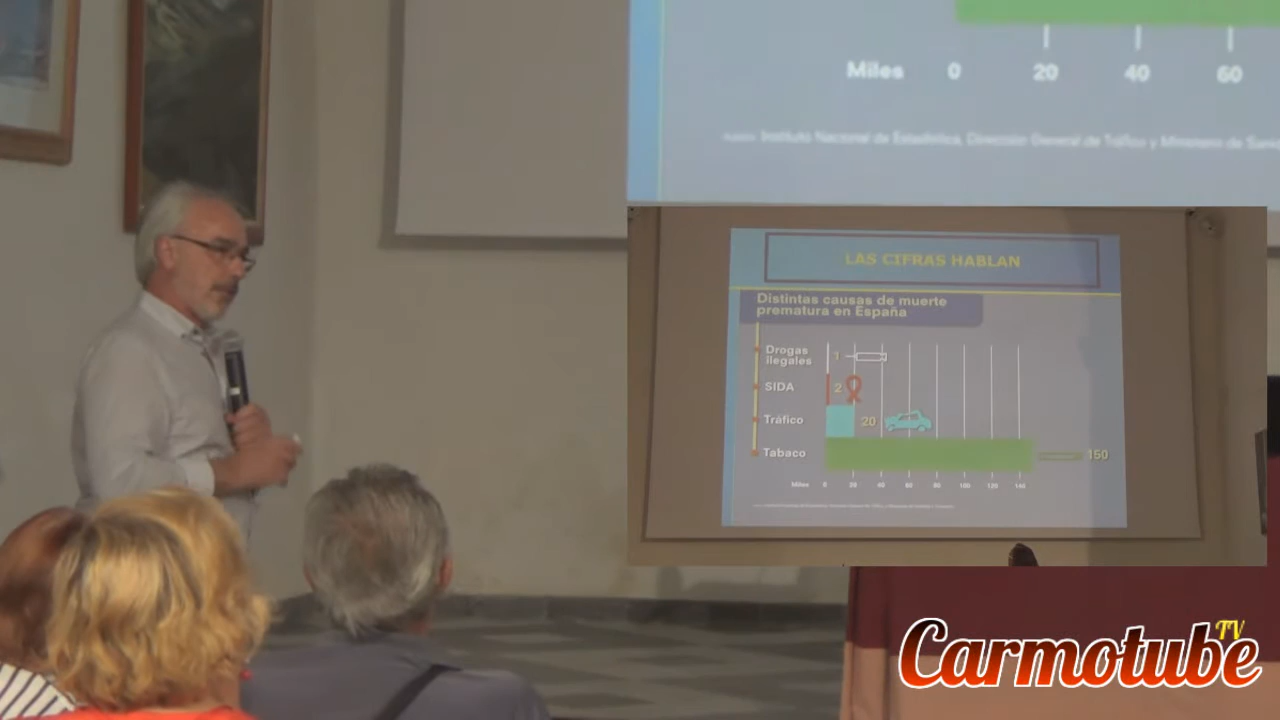 Miles 0 20 40 60
Instituto Nacional de Estadística, Dirección General de Tráfico y Ministerio de
LAS CIFRAS HABLAN
Distintas causas de muerte
prematura en España
Drogas
ilegales
1
SIDA
2
Tráfico
20
Tabaco
150
Miles 0 20 40 60 80 100 120 140
Carmotube TV